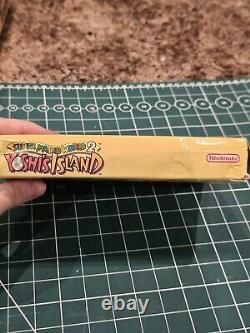 SUPER MARIO WORLD 2
YOSHI'S ISLAND
Nintendo